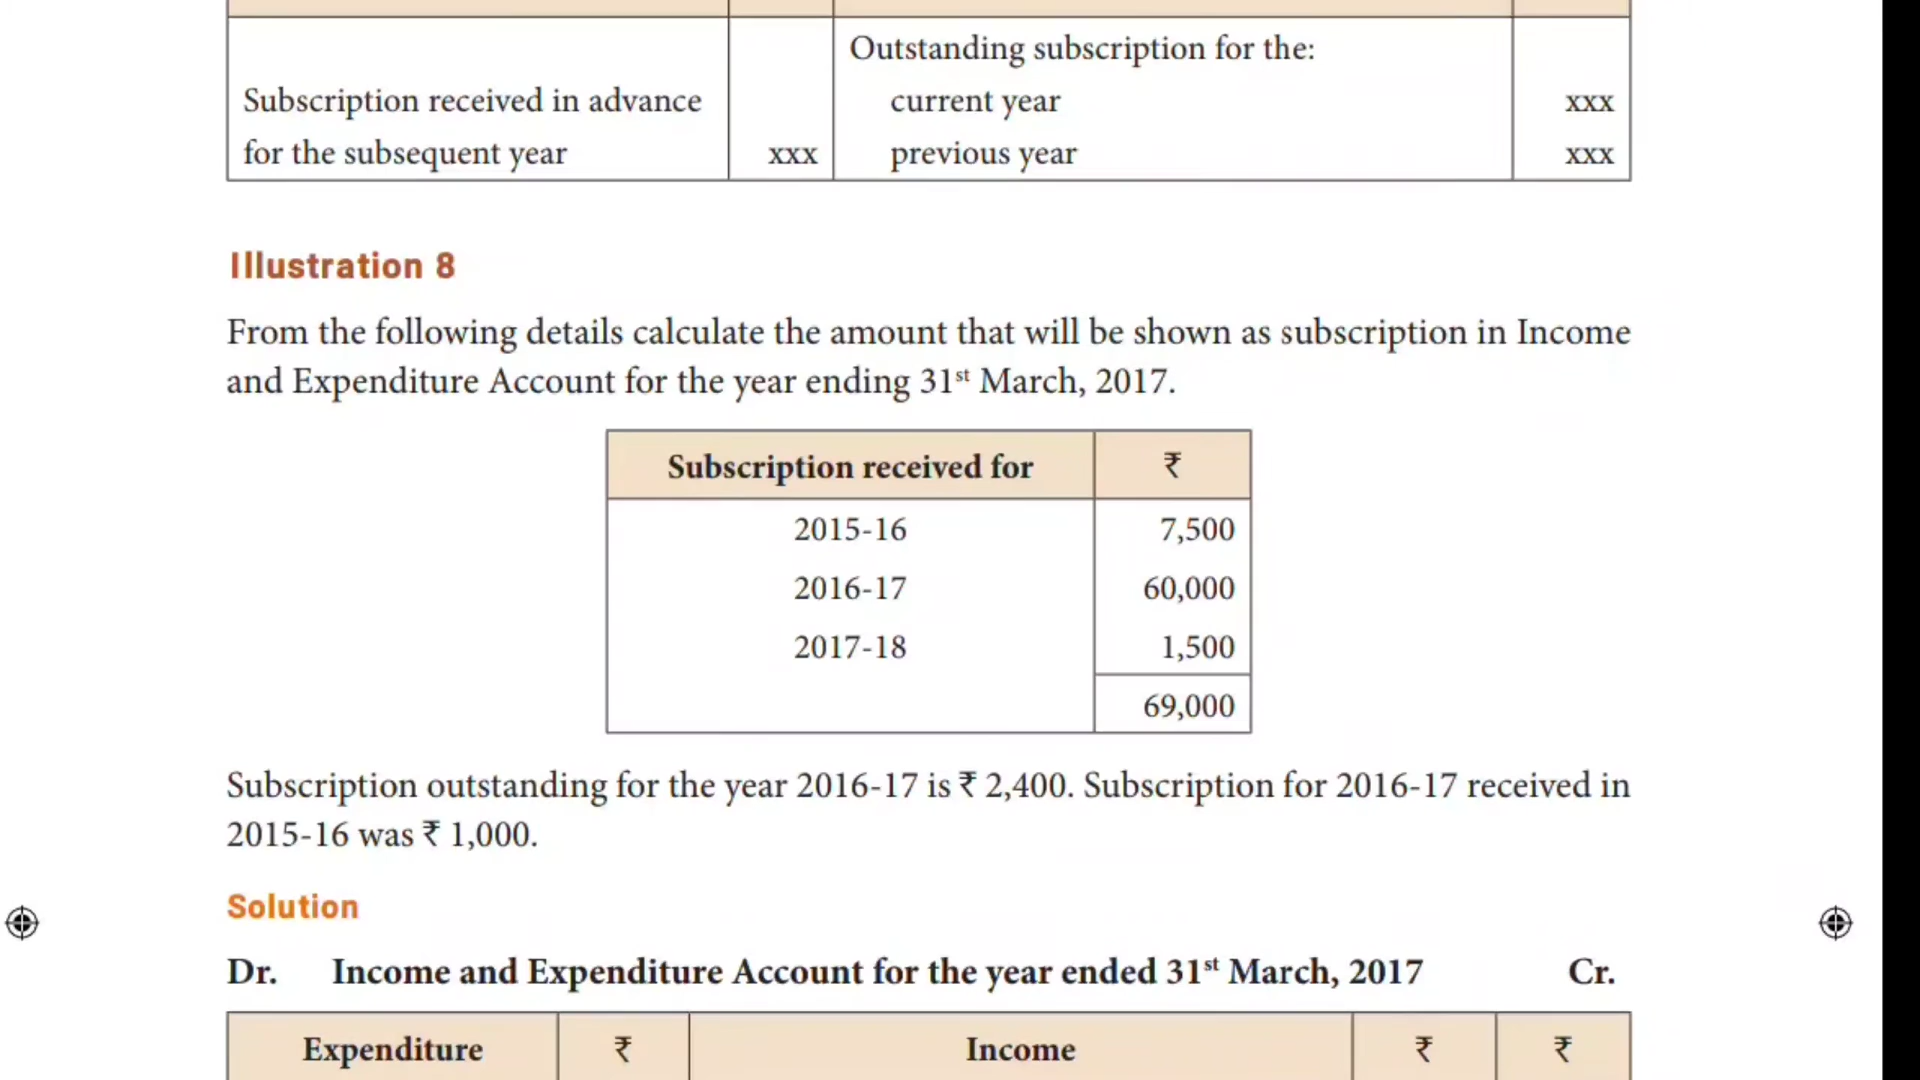 Outstanding subscription for the:
Subscription received in advance current year xxx
for the subsequent year xxx previous year xxx
Illustration 8
From the following details calculate the amount that will be shown as subscription in Income
and Expenditure Account for the year ending 31st March, 2017.
Subscription received for ₹
2015-16 7,500
2016-17 60,000
2017-18 1,500
69,000
Subscription outstanding for the year 2016-17 is ₹ 2,400. Subscription for 2016-17 received in
2015-16 was ₹ 1,000.
Solution
Dr. Income and Expenditure Account for the year ended 31st March, 2017 Cr.
Expenditure ₹ Income ₹ ₹